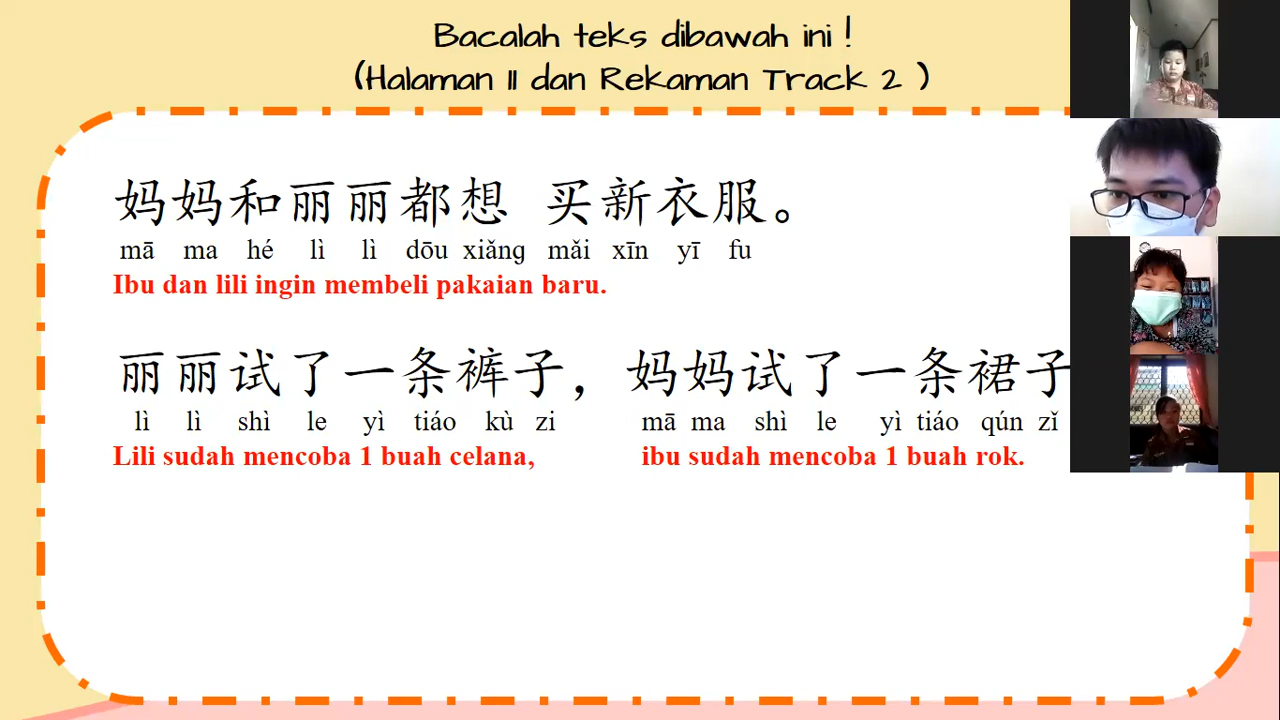 Bacalah teks dibawah ini !
(Halaman 11 dan Rekaman Track 2 )
妈妈和丽丽都想 买新衣服。
mā ma hé lì lì dōu xiǎng mǎi xīn yī fu
Ibu dan lili ingin membeli pakaian baru.
丽丽试了一条裤子，妈妈试了一条裙子
lì lì shì le yì tiáo kù zi mā ma shì le yì tiáo qún zǐ
Lili sudah mencoba 1 buah celana, ibu sudah mencoba 1 buah rok.